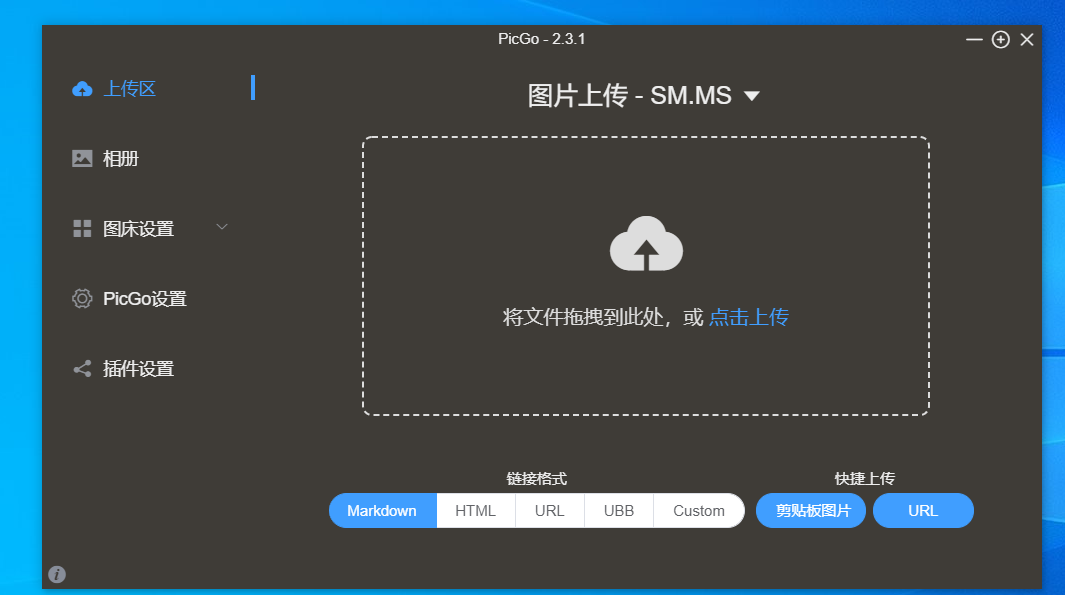 PicGo - 2.3.1
上传区
相册
图床设置
PicGo设置
插件设置
图片上传 - SM.MS
将文件拖拽到此处，或 点击上传
链接格式
Markdown HTML URL UBB Custom
快捷上传
剪贴板图片 URL